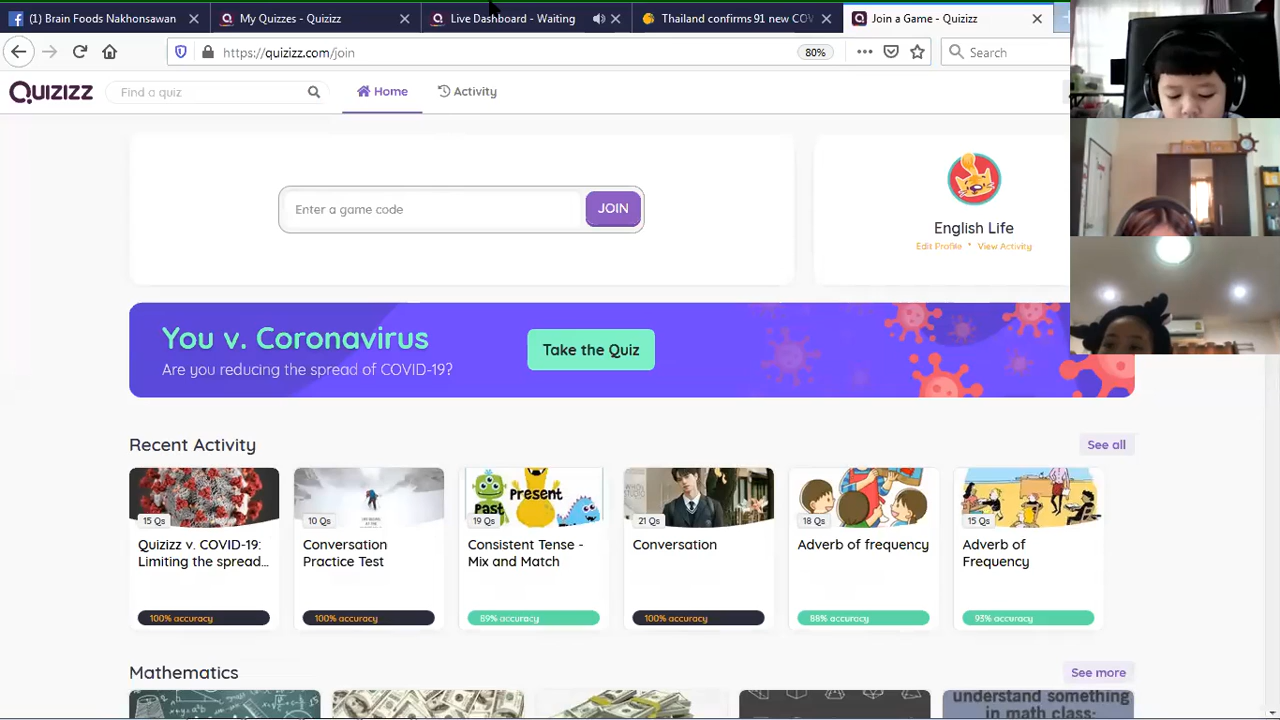 (1) Brain Foods Nakhonsawan
My Quizzes - Quizizz
Live Dashboard - Waiting
Thailand confirms 91 new COV
Join a Game - Quizizz
https://quizizz.com/join
80%
Search
QUIZIZZ
Find a quiz
Home
Activity
Enter a game code
JOIN
English Life
Edit Profile • View Activity
You v. Coronavirus
Are you reducing the spread of COVID-19?
Take the Quiz
Recent Activity
See all
15 Qs
10 Qs
Past
Present
19 Qs
21 Qs
18 Qs
15 Qs
Quizizz v. COVID-19:
Limiting the spread...
Conversation
Practice Test
Consistent Tense -
Mix and Match
Conversation
Adverb of frequency
Adverb of
Frequency
100% accuracy
100% accuracy
89% accuracy
100% accuracy
88% accuracy
93% accuracy
Mathematics
See more
understand something
in math class-